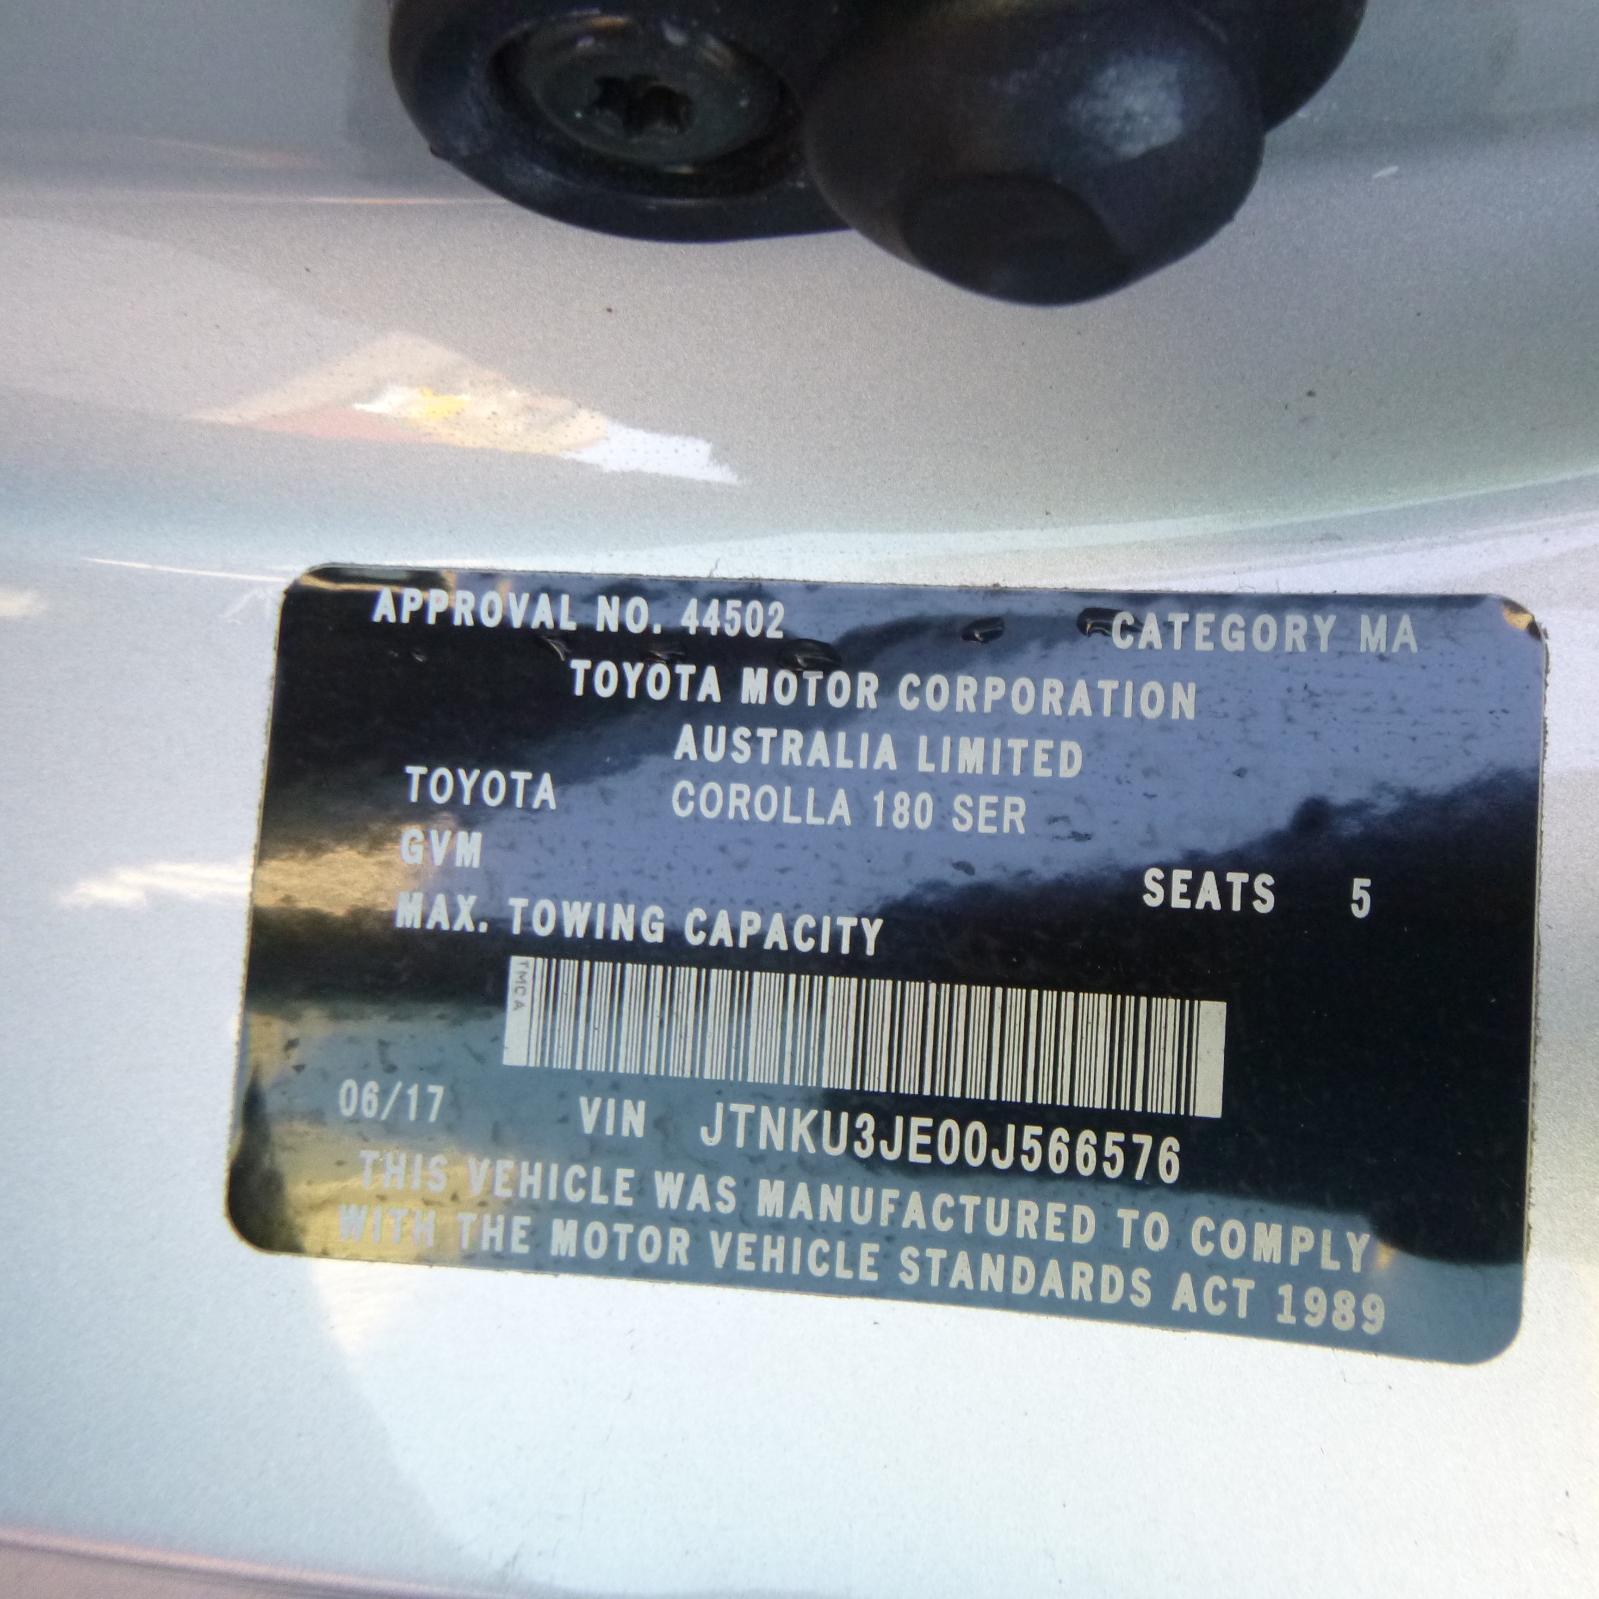 APPROVAL NO. 44502 CATEGORY MA
TOYOTA MOTOR CORPORATION
AUSTRALIA LIMITED
TOYOTA COROLLA 180 SER
GVM
SEATS 5
MAX. TOWING CAPACITY
TMCA
06/17 VIN JTNKU3JE00J566576
THIS VEHICLE WAS MANUFACTURED TO COMPLY
WITH THE MOTOR VEHICLE STANDARDS ACT 1989